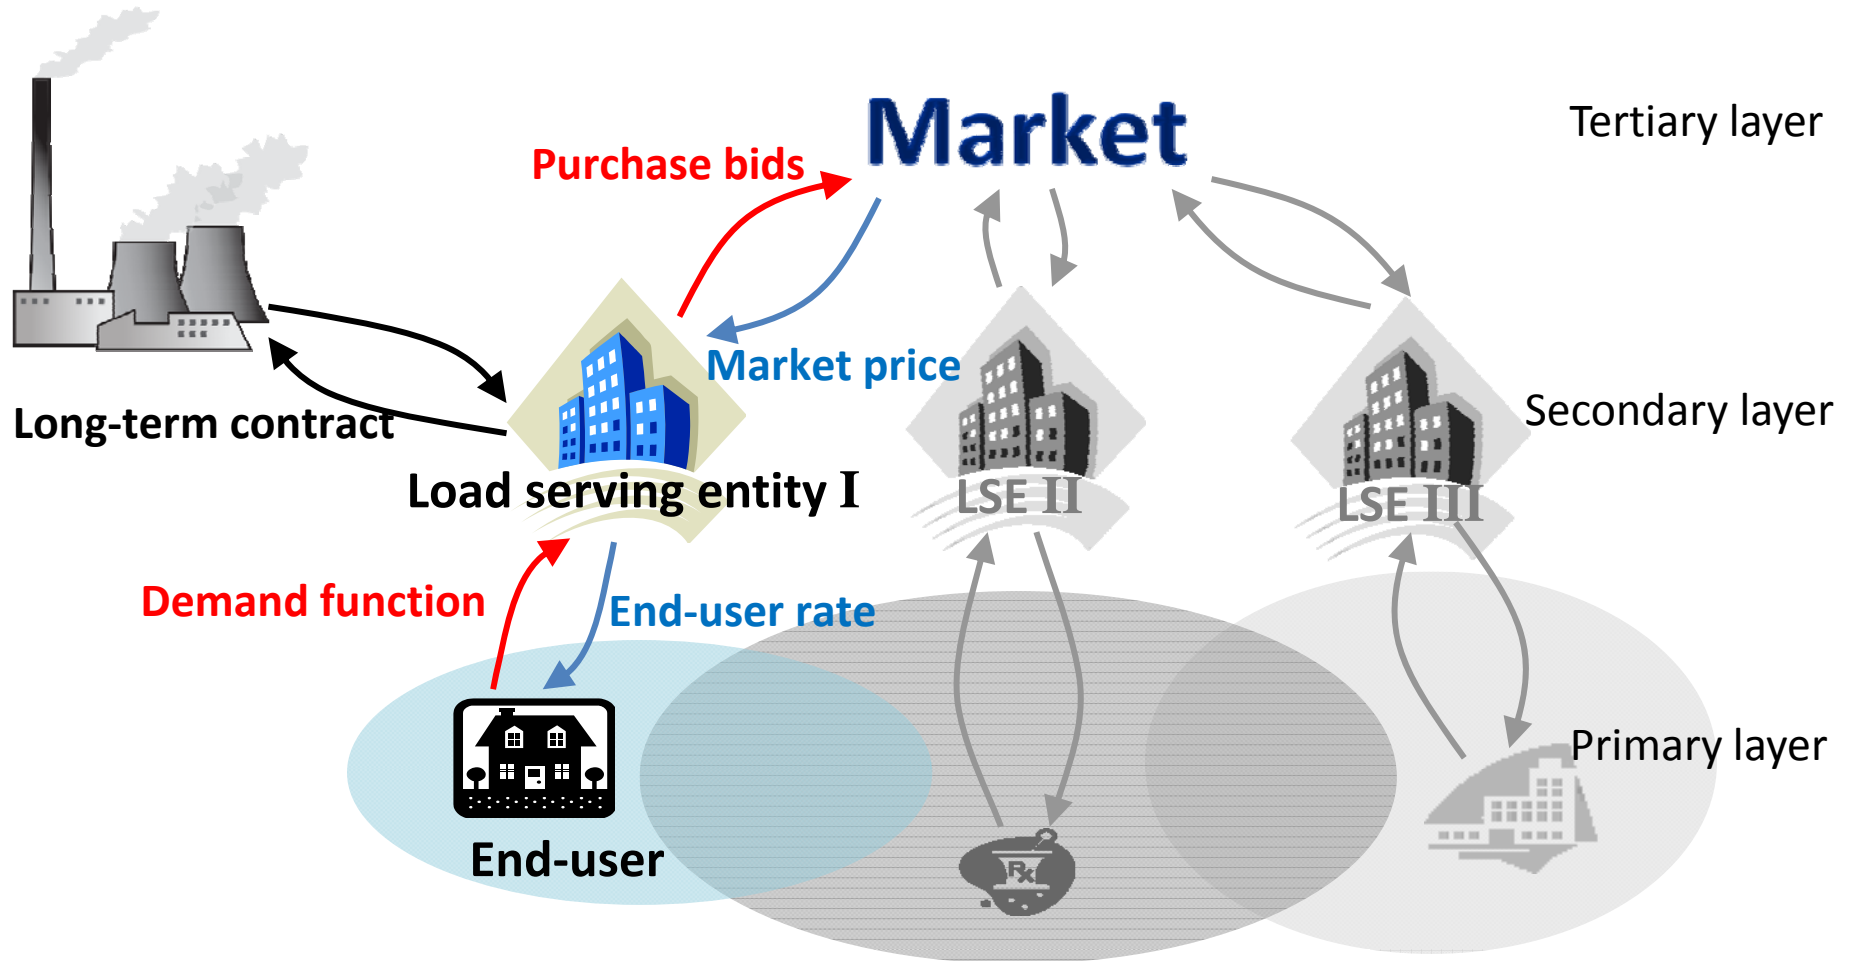 Market
Tertiary layer
Purchase bids
Market price
Long-term contract
Secondary layer
Load serving entity I
LSE II
LSE III
Demand function
End-user rate
Primary layer
End-user
Rx